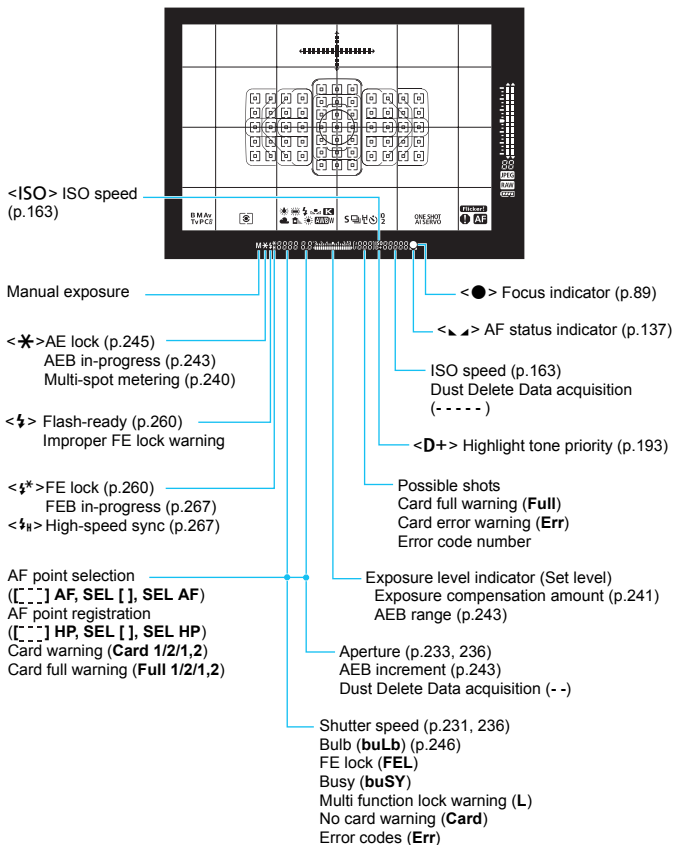 88
JPEG
RAW
Flicker!
B M Av
Tv P C3
K
AWB W
S
2
ONE SHOT
AI SERVO
AF
<ISO> ISO speed
(p.163)
Manual exposure
<●> Focus indicator (p.89)
<✱>AE lock (p.245)
AEB in-progress (p.243)
Multi-spot metering (p.240)
<◣ ◢> AF status indicator (p.137)
ISO speed (p.163)
Dust Delete Data acquisition
(- - - - - )
<⚡> Flash-ready (p.260)
Improper FE lock warning
<D+> Highlight tone priority (p.193)
<⚡*>FE lock (p.260)
FEB in-progress (p.267)
<⚡H> High-speed sync (p.267)
Possible shots
Card full warning (Full)
Card error warning (Err)
Error code number
AF point selection
([- - -] AF, SEL [ ], SEL AF)
AF point registration
([- - -] HP, SEL [ ], SEL HP)
Card warning (Card 1/2/1,2)
Card full warning (Full 1/2/1,2)
Exposure level indicator (Set level)
Exposure compensation amount (p.241)
AEB range (p.243)
Aperture (p.233, 236)
AEB increment (p.243)
Dust Delete Data acquisition (- -)
Shutter speed (p.231, 236)
Bulb (buLb) (p.246)
FE lock (FEL)
Busy (buSY)
Multi function lock warning (L)
No card warning (Card)
Error codes (Err)